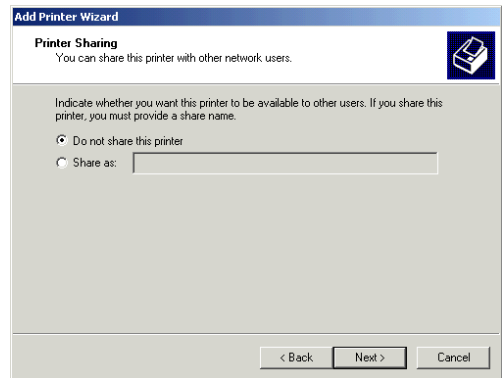 Add Printer Wizard
Printer Sharing
You can share this printer with other network users.
Indicate whether you want this printer to be available to other users. If you share this
printer, you must provide a share name.
Do not share this printer
Share as:
< Back Next > Cancel